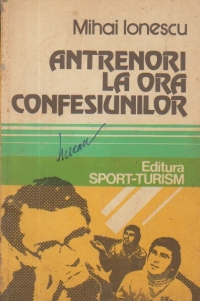 Mihai Ionescu
ANTRENORI
LA ORA
CONFESIUNILOR
Editura
SPORT-TURISM